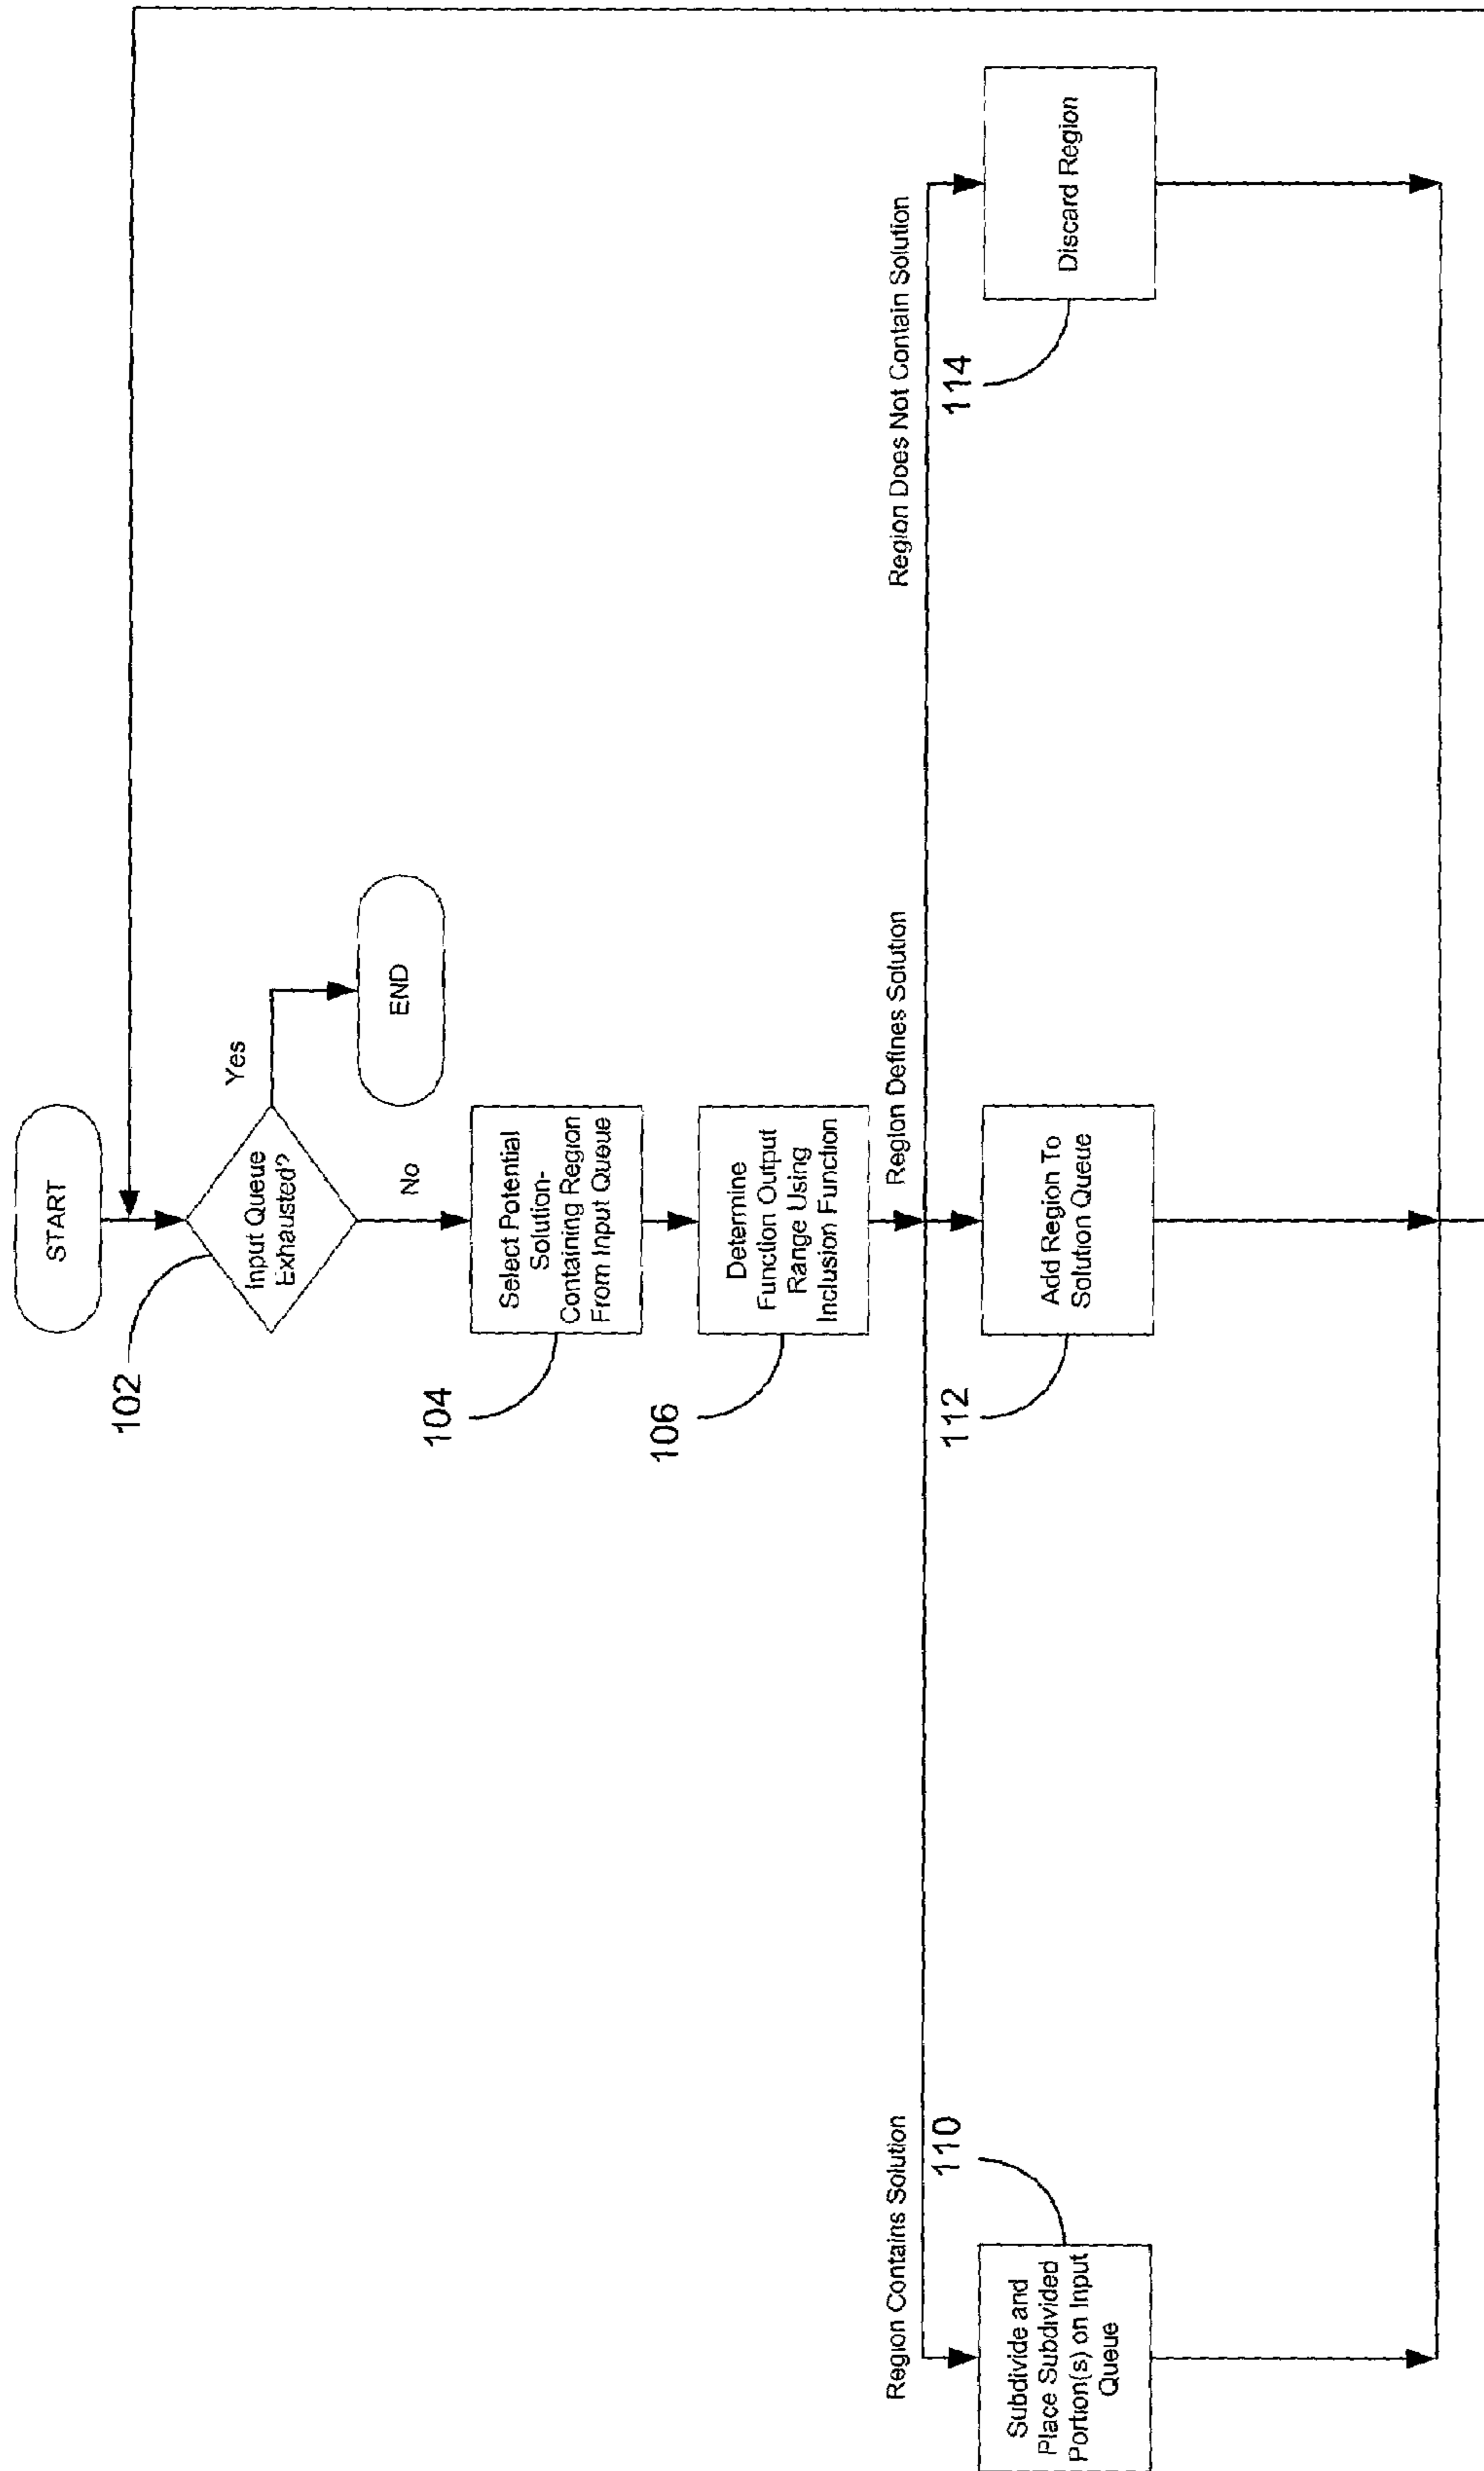 START
102
Input Queue
Exhausted?
Yes
END
No
104
Select Potential
Solution-
Containing Region
From Input Queue
106
Determine
Function Output
Range Using
Inclusion Function
Region Contains Solution
Region Defines Solution
Region Does Not Contain Solution
110
Subdivide and
Place Subdivided
Portion(s) on Input
Queue
112
Add Region To
Solution Queue
114
Discard Region